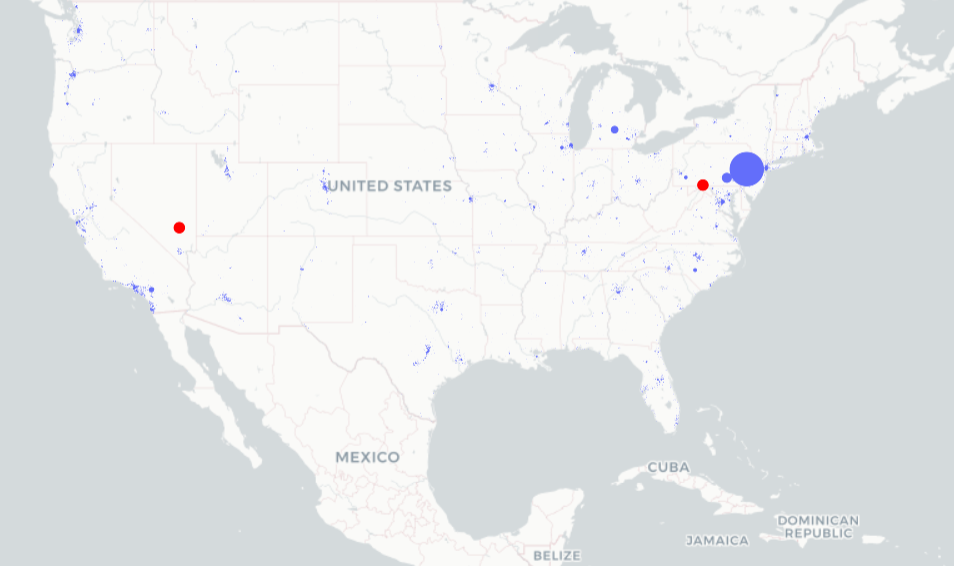 UNITED STATES
MEXICO
CUBA
DOMINICAN
REPUBLIC
JAMAICA
BELIZE